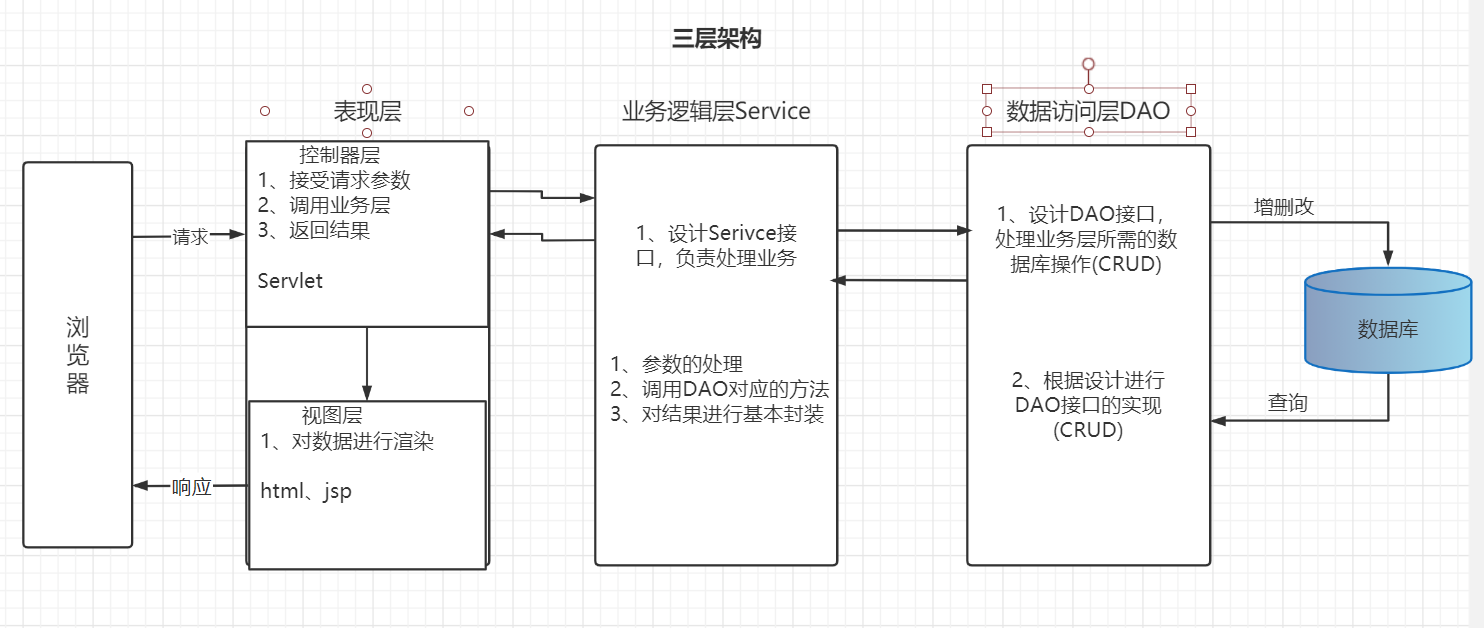 三层架构
表现层
业务逻辑层Service
数据访问层DAO
浏
览
器
请求
响应
控制器层
1、接受请求参数
2、调用业务层
3、返回结果
Servlet
视图层
1、对数据进行渲染
html、jsp
1、设计Serivce接
口，负责处理业务
1、参数的处理
2、调用DAO对应的方法
3、对结果进行基本封装
1、设计DAO接口，
处理业务层所需的数
据库操作(CRUD)
2、根据设计进行
DAO接口的实现
(CRUD)
增删改
数据库
查询